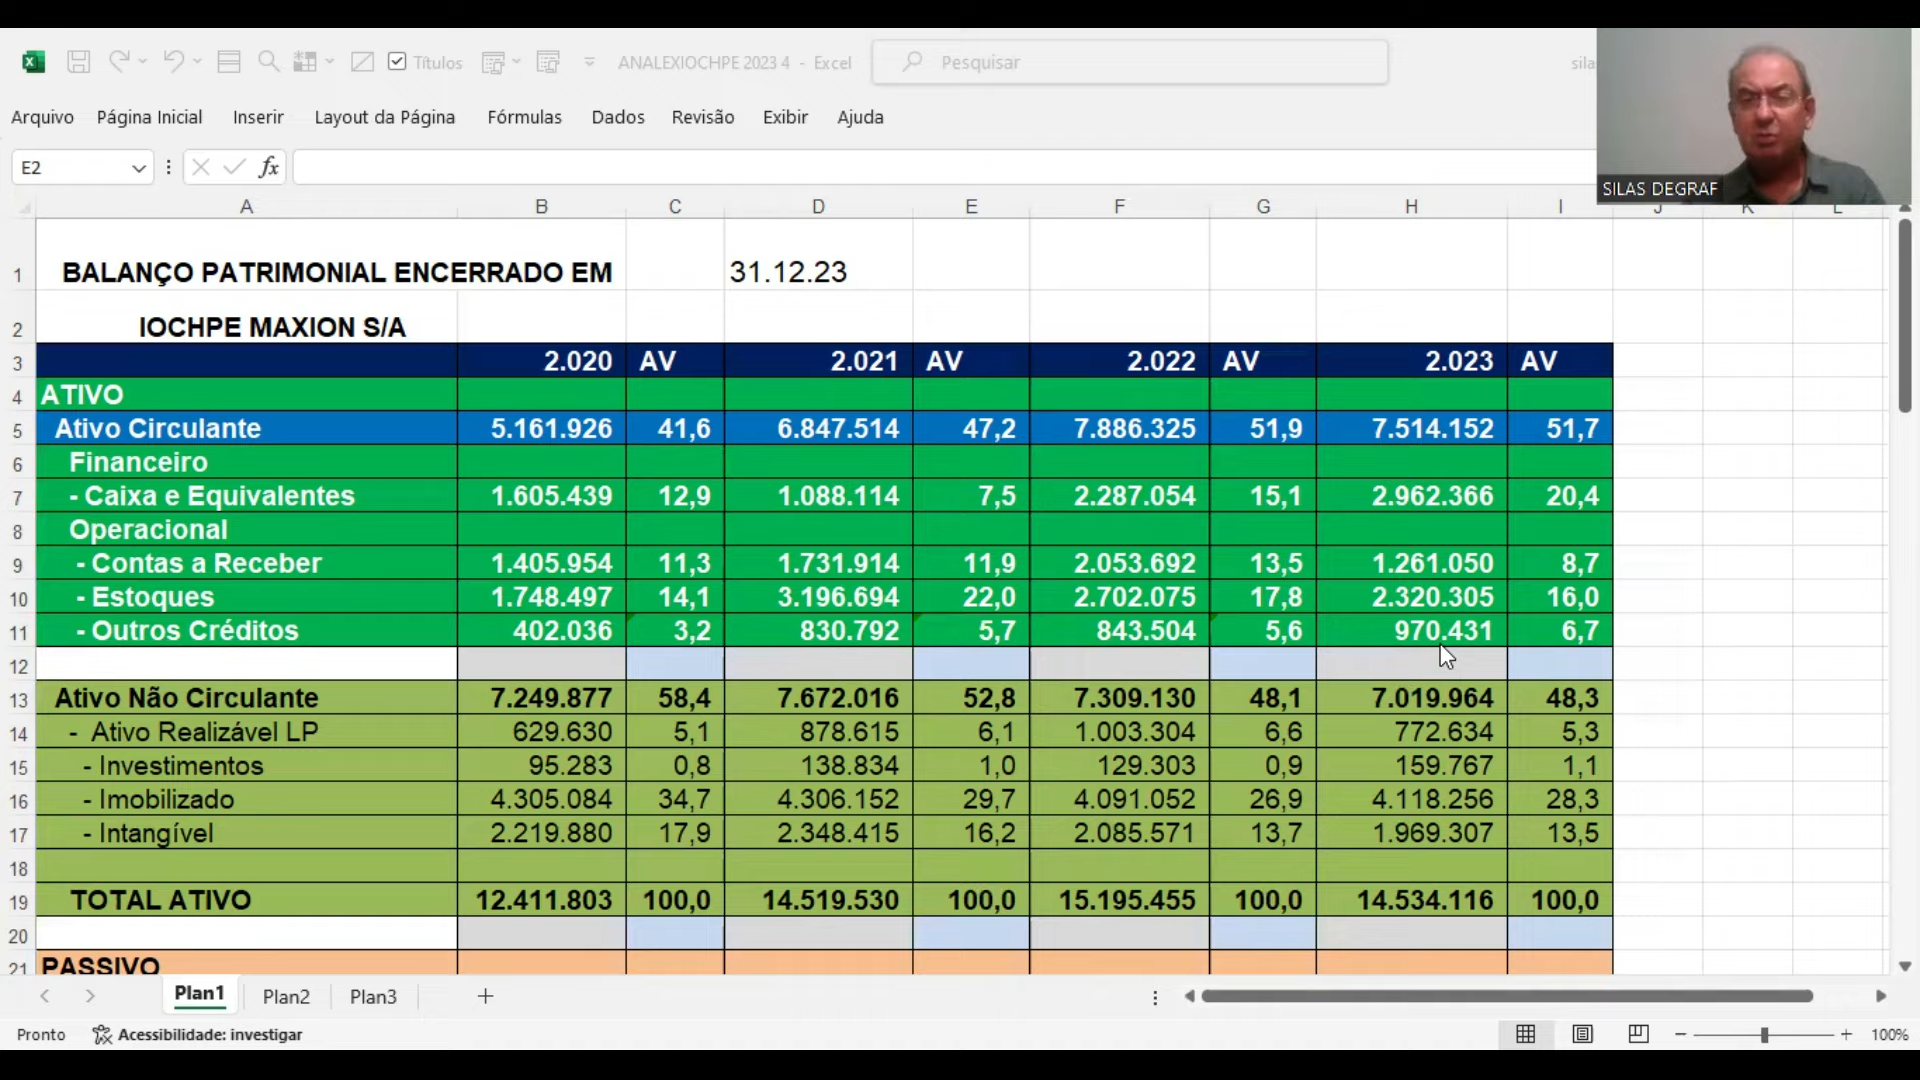 Títulos
ANALEXIOCHPE 2023 4 - Excel
Pesquisar
sila
Arquivo Página Inicial Inserir Layout da Página Fórmulas Dados Revisão Exibir Ajuda
SILAS DEGRAF
E2 fx
A B C D E F G H I J K L
1 BALANÇO PATRIMONIAL ENCERRADO EM 31.12.23
2 IOCHPE MAXION S/A
3 2.020 AV 2.021 AV 2.022 AV 2.023 AV
4 ATIVO
5 Ativo Circulante 5.161.926 41,6 6.847.514 47,2 7.886.325 51,9 7.514.152 51,7
6 Financeiro
7 - Caixa e Equivalentes 1.605.439 12,9 1.088.114 7,5 2.287.054 15,1 2.962.366 20,4
8 Operacional
9 - Contas a Receber 1.405.954 11,3 1.731.914 11,9 2.053.692 13,5 1.261.050 8,7
10 - Estoques 1.748.497 14,1 3.196.694 22,0 2.702.075 17,8 2.320.305 16,0
11 - Outros Créditos 402.036 3,2 830.792 5,7 843.504 5,6 970.431 6,7
12
13 Ativo Não Circulante 7.249.877 58,4 7.672.016 52,8 7.309.130 48,1 7.019.964 48,3
14 - Ativo Realizável LP 629.630 5,1 878.615 6,1 1.003.304 6,6 772.634 5,3
15 - Investimentos 95.283 0,8 138.834 1,0 129.303 0,9 159.767 1,1
16 - Imobilizado 4.305.084 34,7 4.306.152 29,7 4.091.052 26,9 4.118.256 28,3
17 - Intangível 2.219.880 17,9 2.348.415 16,2 2.085.571 13,7 1.969.307 13,5
18
19 TOTAL ATIVO 12.411.803 100,0 14.519.530 100,0 15.195.455 100,0 14.534.116 100,0
20
21 PASSIVO
Plan1 Plan2 Plan3
Pronto Acessibilidade: investigar 100%